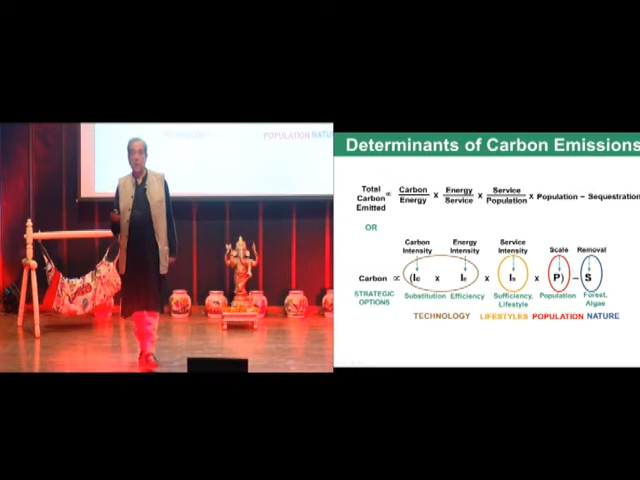 POPULATION NATU
Determinants of Carbon Emissions
Total Carbon Emitted ∝ Carbon/Energy x Energy/Service x Service/Population x Population – Sequestration
OR
Carbon Intensity Energy Intensity Service Intensity Scale Removal
Carbon ∝ (Ic x Ie x Is x P) – S
STRATEGIC OPTIONS Substitution Efficiency Sufficiency, Lifestyle Population Forest, Algae
TECHNOLOGY LIFESTYLES POPULATION NATURE